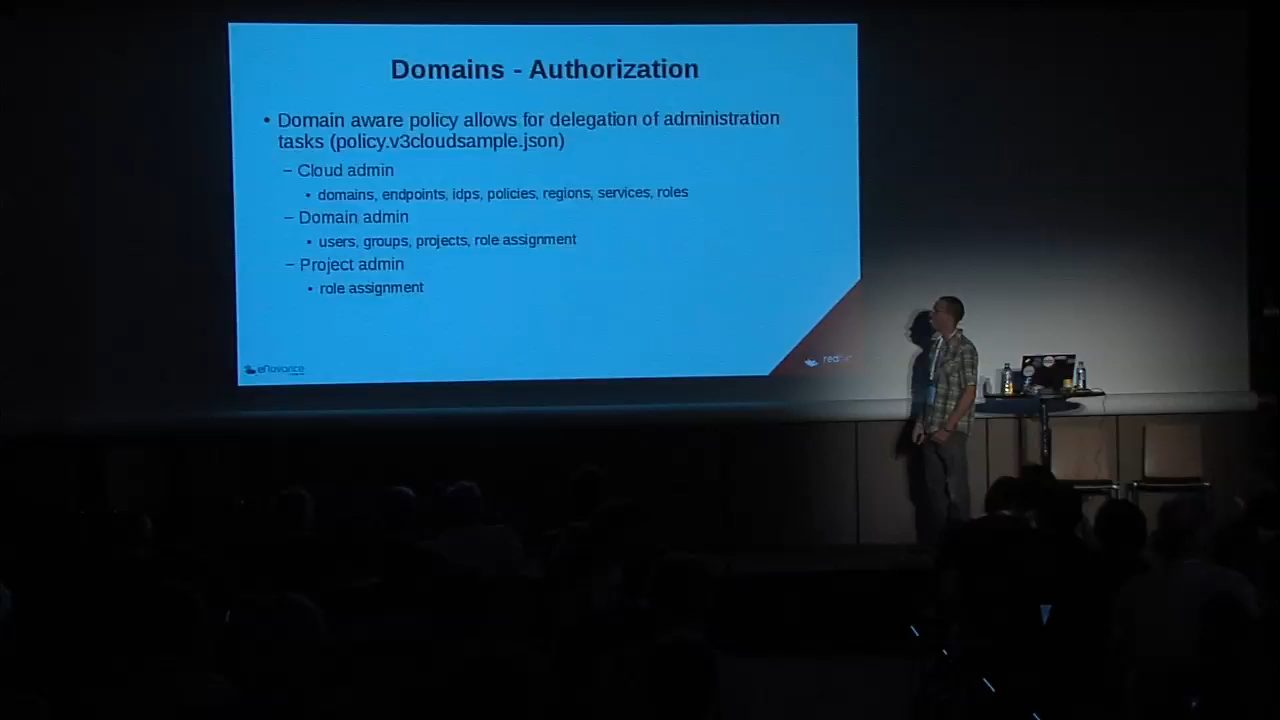 Domains - Authorization
• Domain aware policy allows for delegation of administration
tasks (policy.v3cloudsample.json)
– Cloud admin
• domains, endpoints, idps, policies, regions, services, roles
– Domain admin
• users, groups, projects, role assignment
– Project admin
• role assignment
eNovance
red